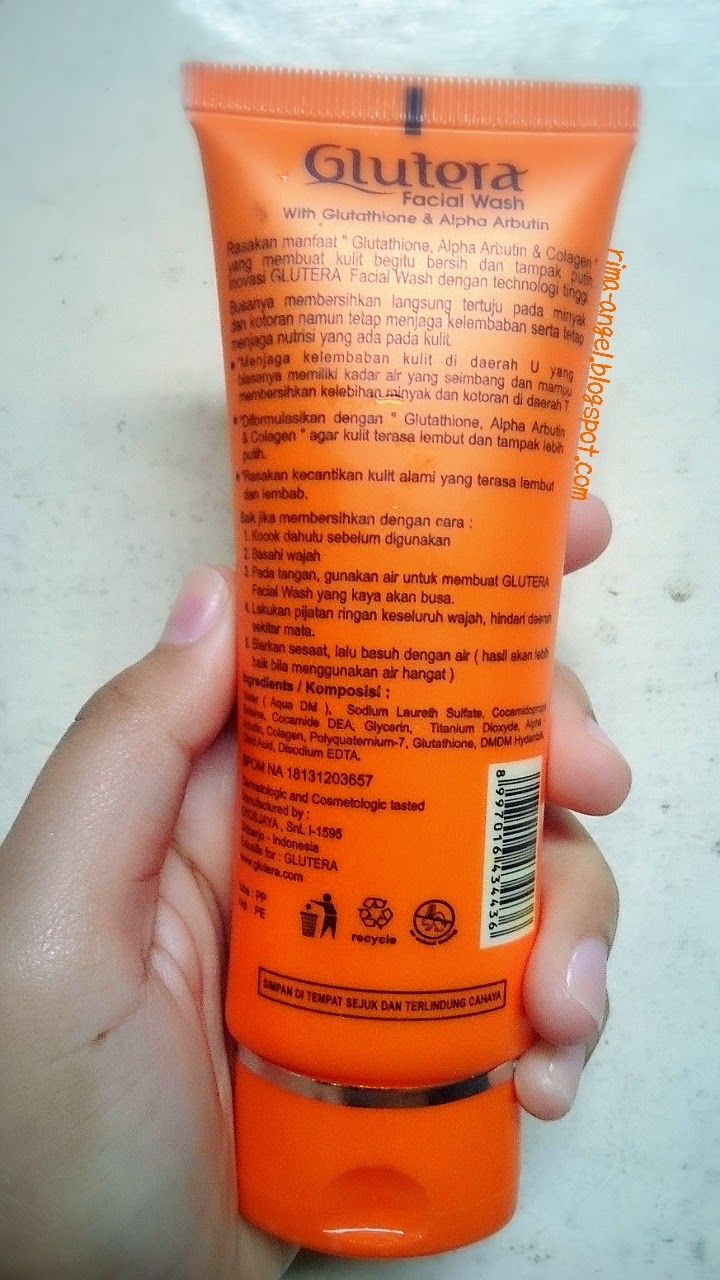 Glutera
Facial Wash
With Glutathione & Alpha Arbutin
Rasakan manfaat " Glutathione, Alpha Arbutin & Colagen "
yang membuat kulit begitu bersih dan tampak putih
inovasi GLUTERA Facial Wash dengan technologi tinggi
Busanya membersihkan langsung tertuju pada minyak
dan kotoran namun tetap menjaga kelembaban serta tetap
menjaga nutrisi yang ada pada kulit.
• "Menjaga kelembaban kulit di daerah U yang
biasanya memiliki kadar air yang seimbang dan mampu
membersihkan kelebihan minyak dan kotoran di daerah T
• "Diformulasikan dengan " Glutathione, Alpha Arbutin
& Colagen " agar kulit terasa lembut dan tampak lebih
putih.
• "Rasakan kecantikan kulit alami yang terasa lembut
dan lembab.
Baik jika membersihkan dengan cara :
1. Kocok dahulu sebelum digunakan
2. Basahi wajah
3. Pada tangan, gunakan air untuk membuat GLUTERA
Facial Wash yang kaya akan busa.
4. Lakukan pijatan ringan keseluruh wajah, hindari daerah
sekitar mata.
5. Biarkan sesaat, lalu basuh dengan air ( hasil akan lebih
baik bila menggunakan air hangat )
Ingredients / Komposisi :
Water ( Aqua DM ), Sodium Laureth Sulfate, Cocamidopropyl
Betaine, Cocamide DEA, Glycerin, Titanium Dioxyde, Alpha
Arbutin, Colagen, Polyquaternium-7, Glutathione, DMDM Hydantoin,
Acid, Disodium EDTA.
BPOM NA 18131203657
Dermatologic and Cosmetologic tasted
Manufactured by :
SnL I-1595
Sidoarjo - Indonesia
for : GLUTERA
www.glutera.com
: PP
: PE
recycle
8 997016 434436
SIMPAN DI TEMPAT SEJUK DAN TERLINDUNG CAHAYA
rima-angel.blogspot.com